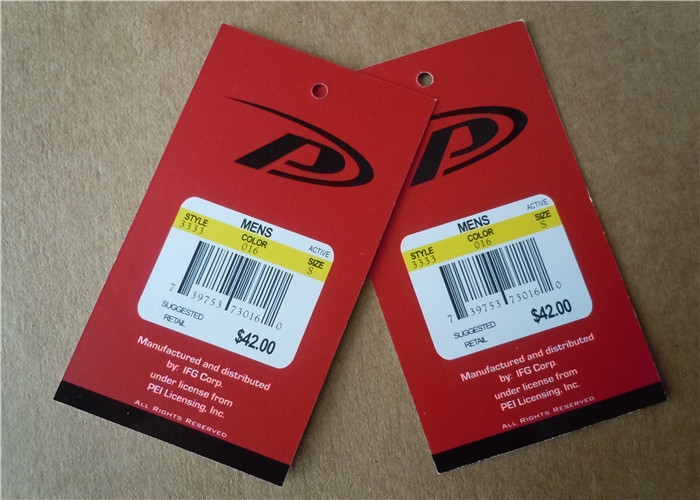 MENS
ACTIVE
STYLE COLOR SIZE
3333 016 S
7 39753 73016 0
SUGGESTED
RETAIL
$42.00
Manufactured and distributed
by: IFG Corp.
under license from
PEI Licensing, Inc.
ALL RIGHTS RESERVED
MENS
ACTIVE
STYLE COLOR SIZE
3333 016 S
7 39753 73016 0
SUGGESTED
RETAIL
$42.00
Manufactured and distributed
by: IFG Corp.
under license from
PEI Licensing, Inc.
ALL RIGHTS RESERVED